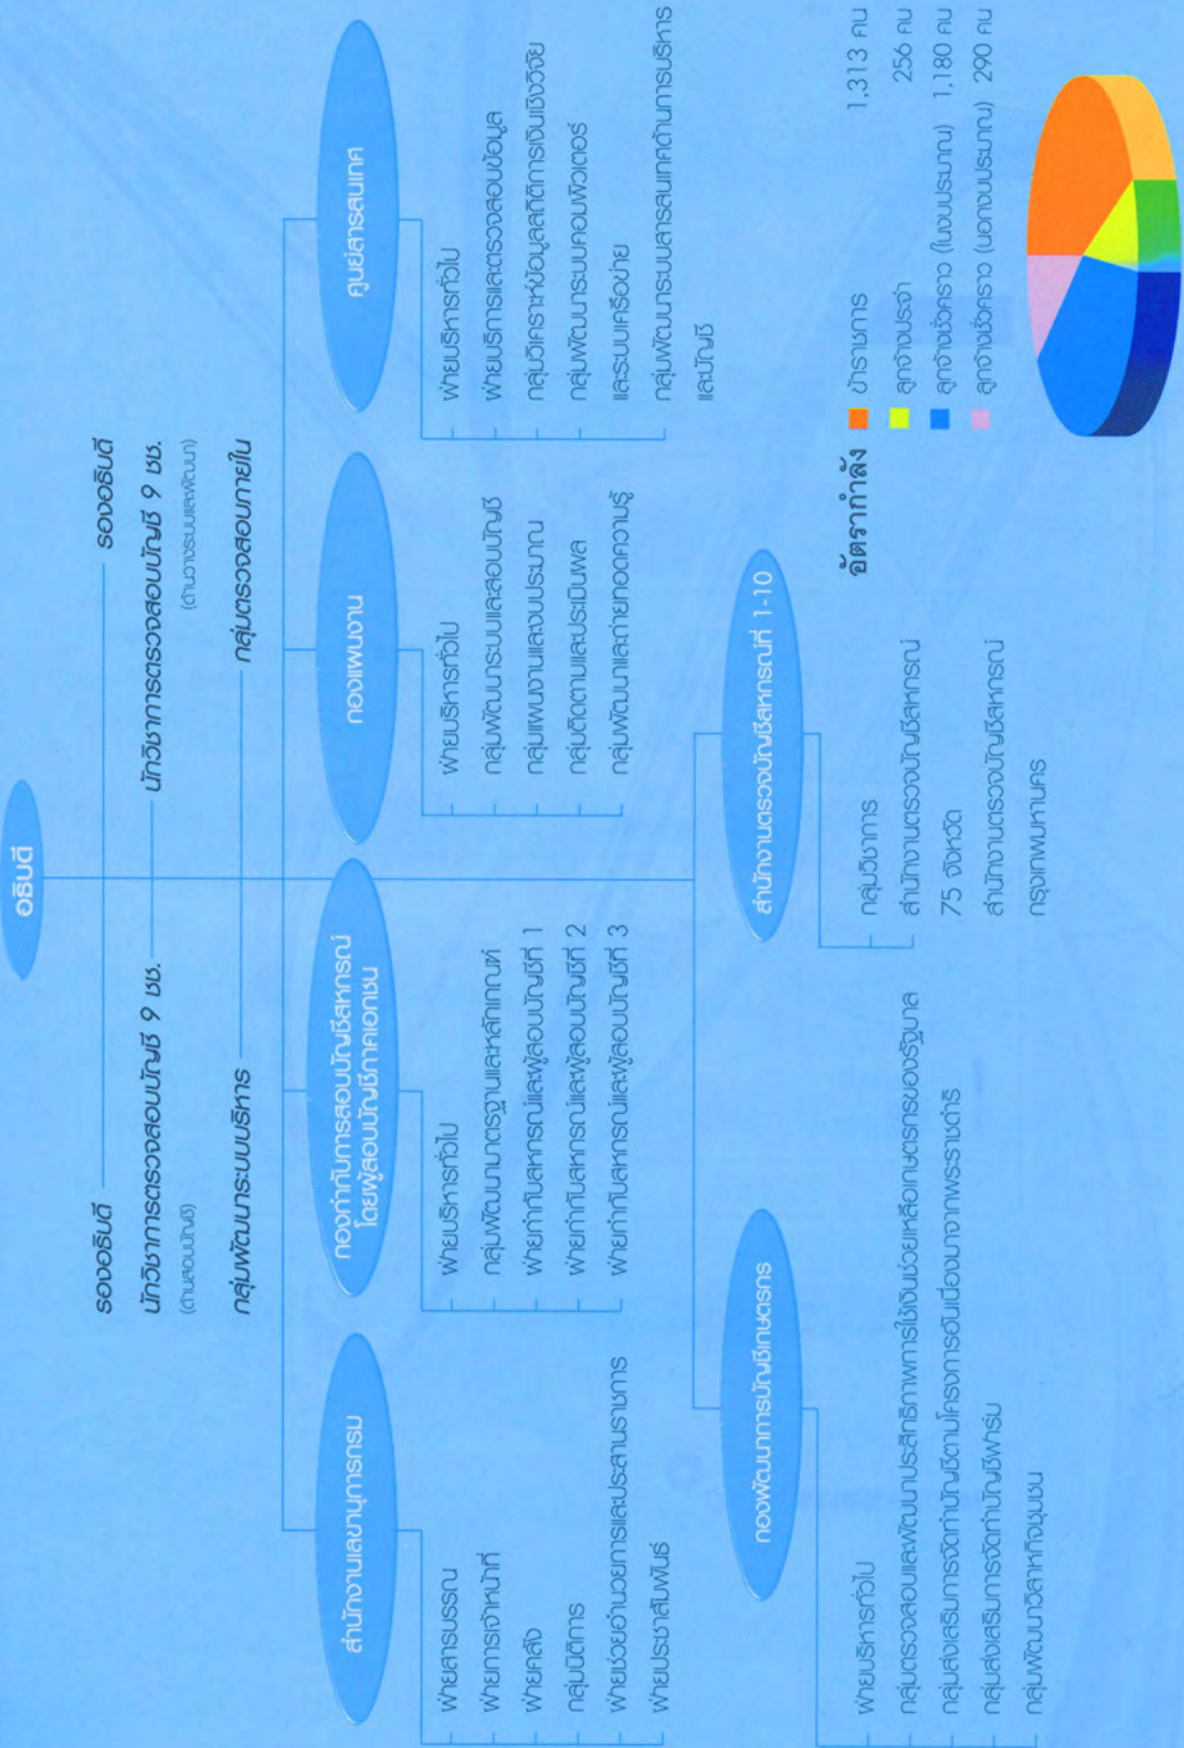 อธิบดี
รองอธิบดี
รองอธิบดี
นักวิชาการตรวจสอบบัญชี 9 ชช.
(ด้านสอบบัญชี)
นักวิชาการตรวจสอบบัญชี 9 ชช.
(ด้านวางระบบและพัฒนา)
กลุ่มพัฒนาระบบบริหาร
กลุ่มตรวจสอบภายใน
สำนักงานเลขานุการกรม
ฝ่ายสารบรรณ
ฝ่ายการเจ้าหน้าที่
ฝ่ายคลัง
กลุ่มนิติการ
ฝ่ายช่วยอำนวยการและประสานราชการ
ฝ่ายประชาสัมพันธ์
กองกำกับการสอบบัญชีสหกรณ์
โดยผู้สอบบัญชีภาคเอกชน
ฝ่ายบริหารทั่วไป
กลุ่มพัฒนามาตรฐานและหลักเกณฑ์
ฝ่ายกำกับสหกรณ์และผู้สอบบัญชีที่ 1
ฝ่ายกำกับสหกรณ์และผู้สอบบัญชีที่ 2
ฝ่ายกำกับสหกรณ์และผู้สอบบัญชีที่ 3
กองแผนงาน
ฝ่ายบริหารทั่วไป
กลุ่มพัฒนาระบบและสอบบัญชี
กลุ่มแผนงานและงบประมาณ
กลุ่มติดตามและประเมินผล
กลุ่มพัฒนาและถ่ายทอดความรู้
ศูนย์สารสนเทศ
ฝ่ายบริหารทั่วไป
ฝ่ายบริการและตรวจสอบข้อมูล
กลุ่มวิเคราะห์ข้อมูลสถิติการเงินเชิงวิจัย
กลุ่มพัฒนาระบบคอมพิวเตอร์
และระบบเครือข่าย
กลุ่มพัฒนาระบบสารสนเทศด้านการบริหาร
และบัญชี
กองพัฒนาการบัญชีเกษตรกร
ฝ่ายบริหารทั่วไป
กลุ่มตรวจสอบและพัฒนาประสิทธิภาพการใช้เงินช่วยเหลือเกษตรกรของรัฐบาล
กลุ่มส่งเสริมการจัดทำบัญชีตามโครงการอันเนื่องมาจากพระราชดำริ
กลุ่มส่งเสริมการจัดทำบัญชีฟาร์ม
กลุ่มพัฒนาวิสาหกิจชุมชน
สำนักงานตรวจบัญชีสหกรณ์ที่ 1-10
กลุ่มวิชาการ
สำนักงานตรวจบัญชีสหกรณ์
75 จังหวัด
สำนักงานตรวจบัญชีสหกรณ์
กรุงเทพมหานคร
อัตรากำลัง ข้าราชการ 1,313 คน
ลูกจ้างประจำ 256 คน
ลูกจ้างชั่วคราว (ในงบประมาณ) 1,180 คน
ลูกจ้างชั่วคราว (นอกงบประมาณ) 290 คน